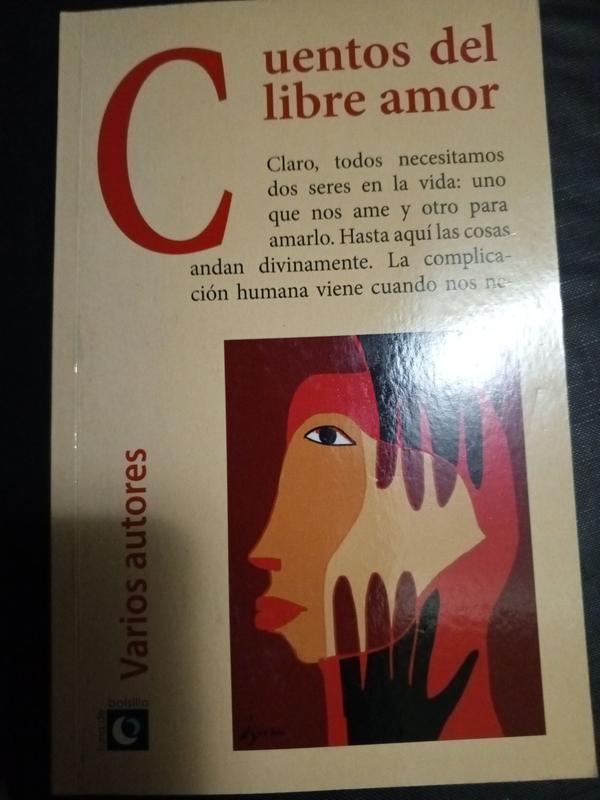 Cuentos del
libre amor
Claro, todos necesitamos
dos seres en la vida: uno
que nos ame y otro para
amarlo. Hasta aquí las cosas
andan divinamente. La complica-
ción humana viene cuando nos ne-
Varios autores
bolsillo